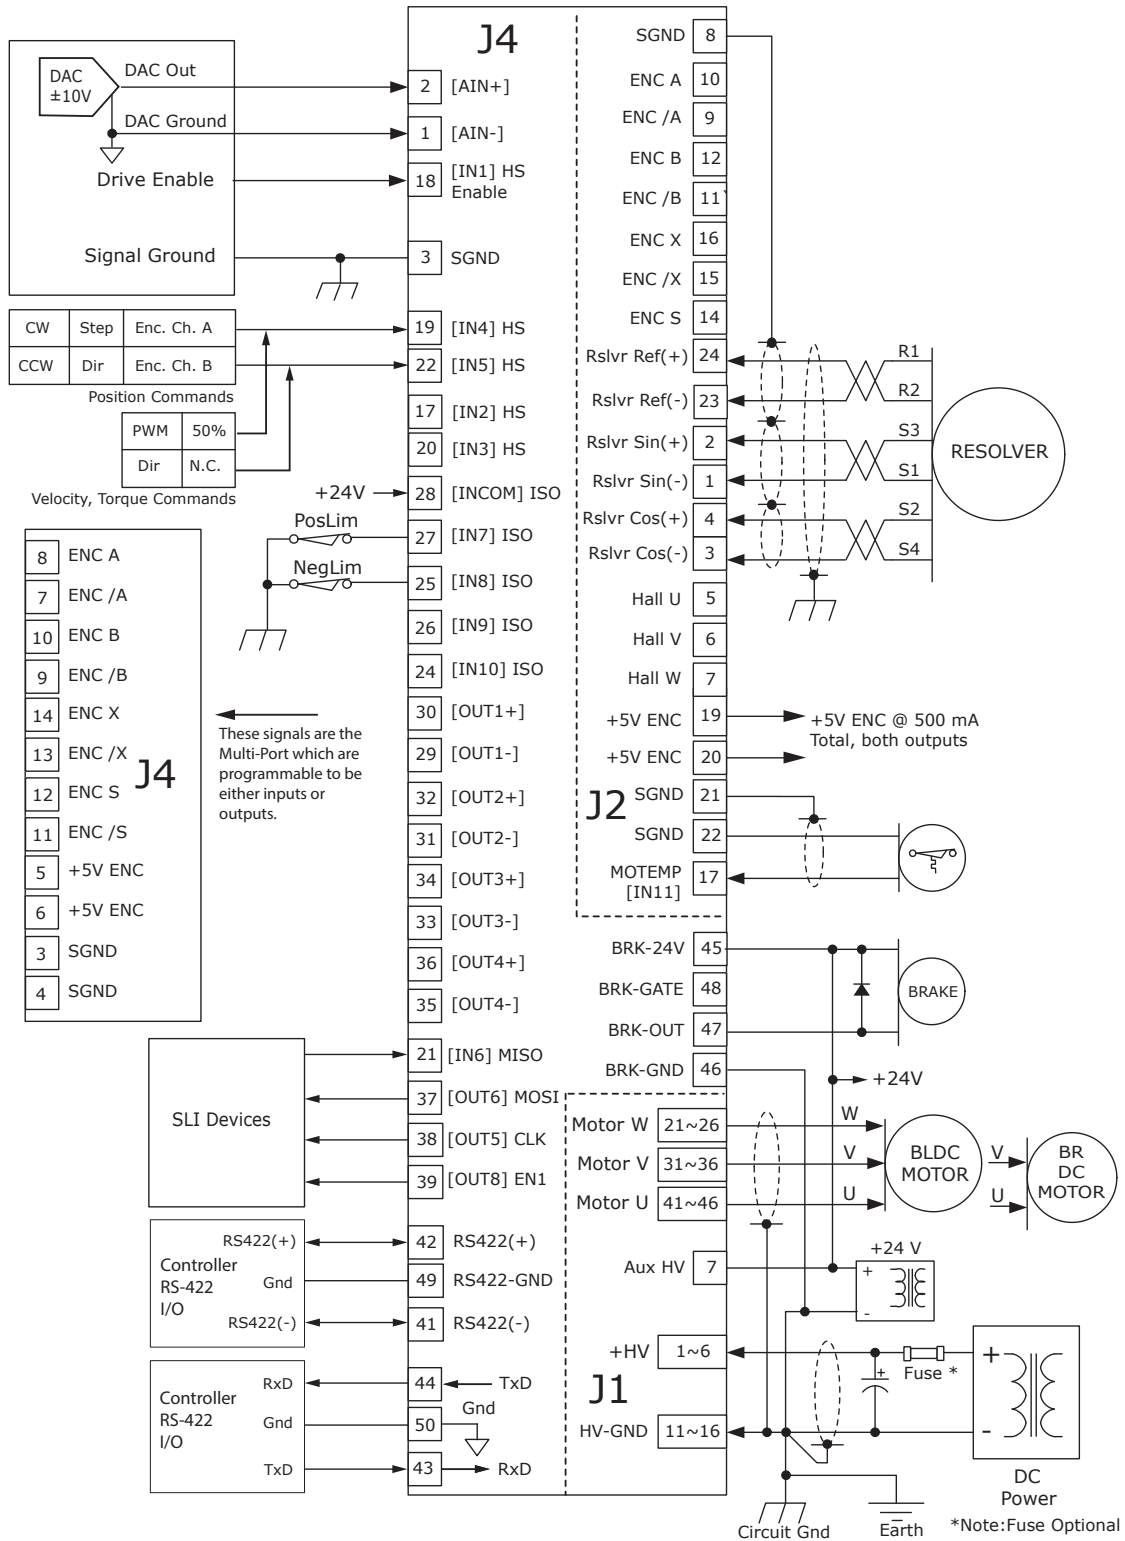 J4
DAC
±10V
DAC Out
DAC Ground
Drive Enable
Signal Ground
2 [AIN+]
1 [AIN-]
18 [IN1] HS
Enable
3 SGND
CW Step Enc. Ch. A
CCW Dir Enc. Ch. B
Position Commands
PWM 50%
Dir N.C.
Velocity, Torque Commands
19 [IN4] HS
22 [IN5] HS
17 [IN2] HS
20 [IN3] HS
+24V
28 [INCOM] ISO
PosLim
27 [IN7] ISO
NegLim
25 [IN8] ISO
26 [IN9] ISO
24 [IN10] ISO
30 [OUT1+]
29 [OUT1-]
32 [OUT2+]
31 [OUT2-]
34 [OUT3+]
33 [OUT3-]
36 [OUT4+]
35 [OUT4-]
8 ENC A
7 ENC /A
10 ENC B
9 ENC /B
14 ENC X
13 ENC /X
12 ENC S
11 ENC /S
5 +5V ENC
6 +5V ENC
3 SGND
4 SGND
J4
These signals are the
Multi-Port which are
programmable to be
either inputs or
outputs.
SLI Devices
21 [IN6] MISO
37 [OUT6] MOSI
38 [OUT5] CLK
39 [OUT8] EN1
Controller
RS-422
I/O
RS422(+)
Gnd
RS422(-)
42 RS422(+)
49 RS422-GND
41 RS422(-)
Controller
RS-422
I/O
RxD
Gnd
TxD
44 TxD
50 Gnd
43 RxD
SGND 8
ENC A 10
ENC /A 9
ENC B 12
ENC /B 11`
ENC X 16
ENC /X 15
ENC S 14
Rslvr Ref(+) 24
Rslvr Ref(-) 23
Rslvr Sin(+) 2
Rslvr Sin(-) 1
Rslvr Cos(+) 4
Rslvr Cos(-) 3
R1
R2
S3
S1
S2
S4
RESOLVER
Hall U 5
Hall V 6
Hall W 7
+5V ENC 19
+5V ENC 20
+5V ENC @ 500 mA
Total, both outputs
J2
SGND 21
SGND 22
MOTEMP 17
[IN11]
BRK-24V 45
BRK-GATE 48
BRK-OUT 47
BRK-GND 46
BRAKE
+24V
Motor W 21~26
Motor V 31~36
Motor U 41~46
W
V
U
BLDC
MOTOR
V
U
BR
DC
MOTOR
Aux HV 7
+24 V
+
-
+HV 1~6
J1
HV-GND 11~16
+
Fuse *
+
-
DC
Power
Circuit Gnd
Earth
*Note:Fuse Optional